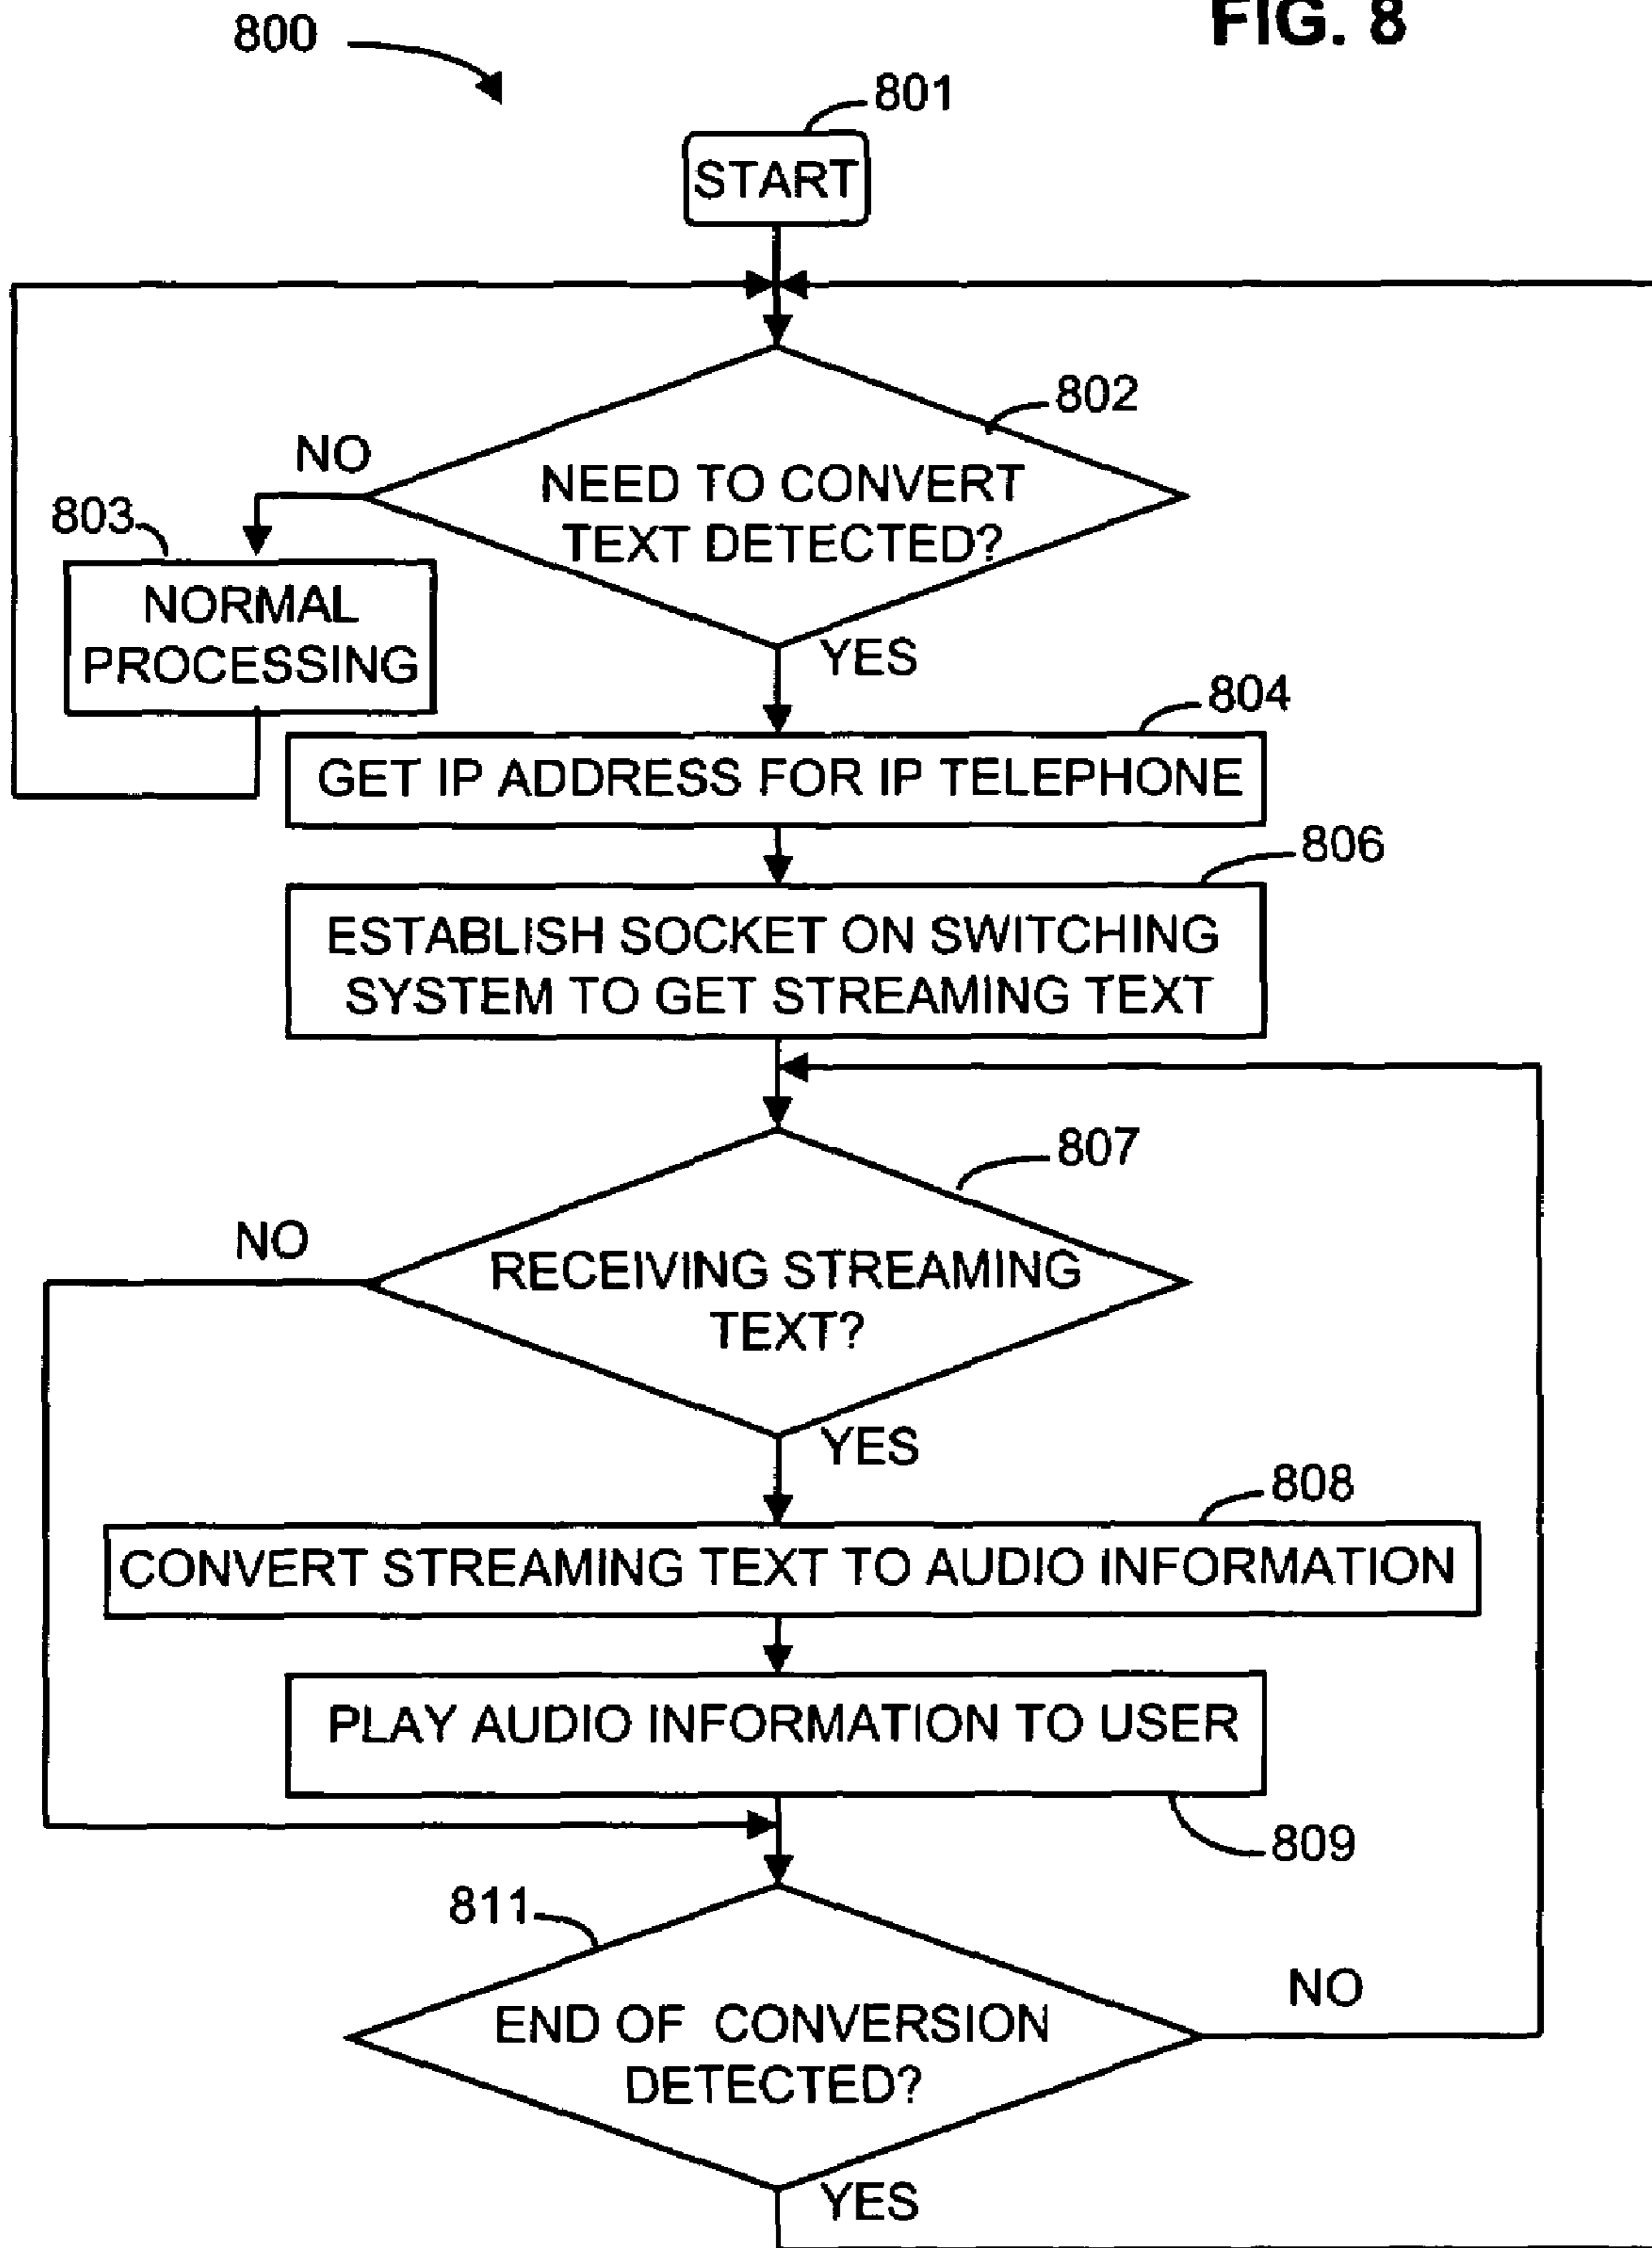 FIG. 8
800
801
START
802
NO
NEED TO CONVERT
TEXT DETECTED?
803
NORMAL
PROCESSING
YES
804
GET IP ADDRESS FOR IP TELEPHONE
806
ESTABLISH SOCKET ON SWITCHING
SYSTEM TO GET STREAMING TEXT
807
NO
RECEIVING STREAMING
TEXT?
YES
808
CONVERT STREAMING TEXT TO AUDIO INFORMATION
PLAY AUDIO INFORMATION TO USER
809
811
NO
END OF CONVERSION
DETECTED?
YES